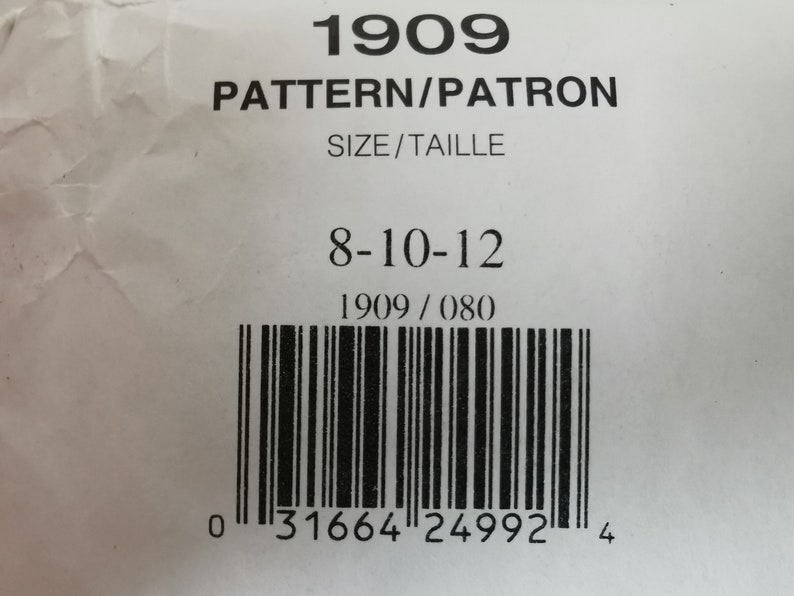 1909
PATTERN/PATRON
SIZE/TAILLE
8-10-12
1909 / 080
0 31664 24992 4